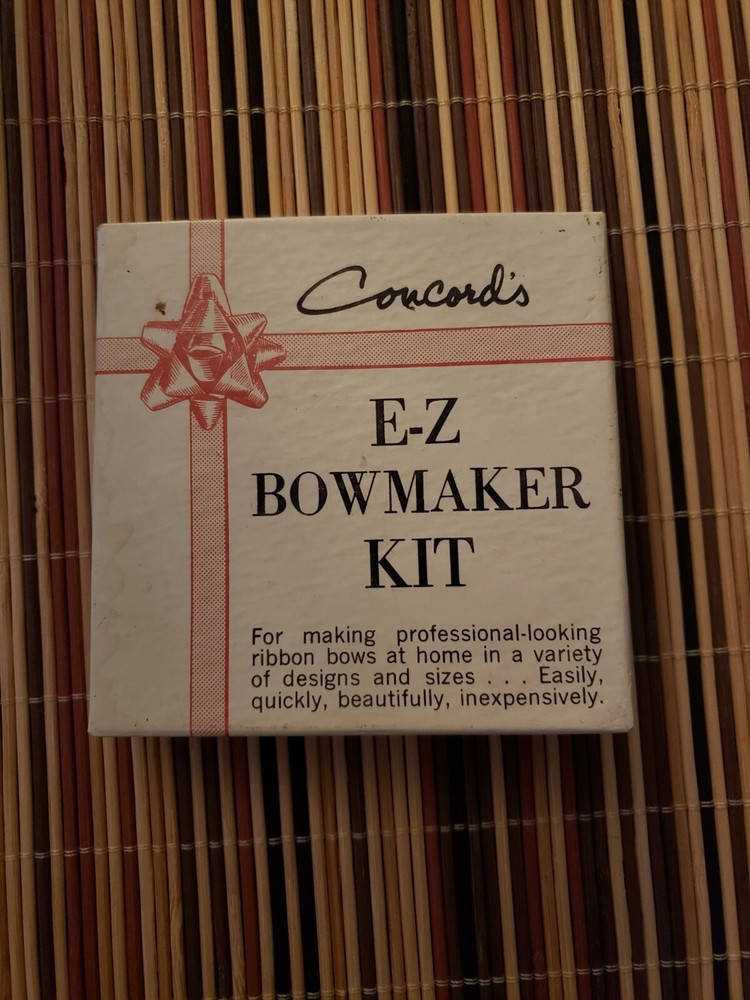 Concord's
E-Z
BOWMAKER
KIT
For making professional-looking
ribbon bows at home in a variety
of designs and sizes . . . Easily,
quickly, beautifully, inexpensively.